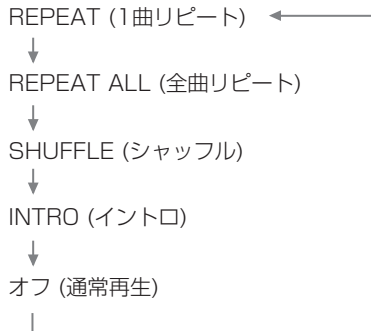 REPEAT (1曲リピート)
REPEAT ALL (全曲リピート)
SHUFFLE (シャッフル)
INTRO (イントロ)
オフ (通常再生)